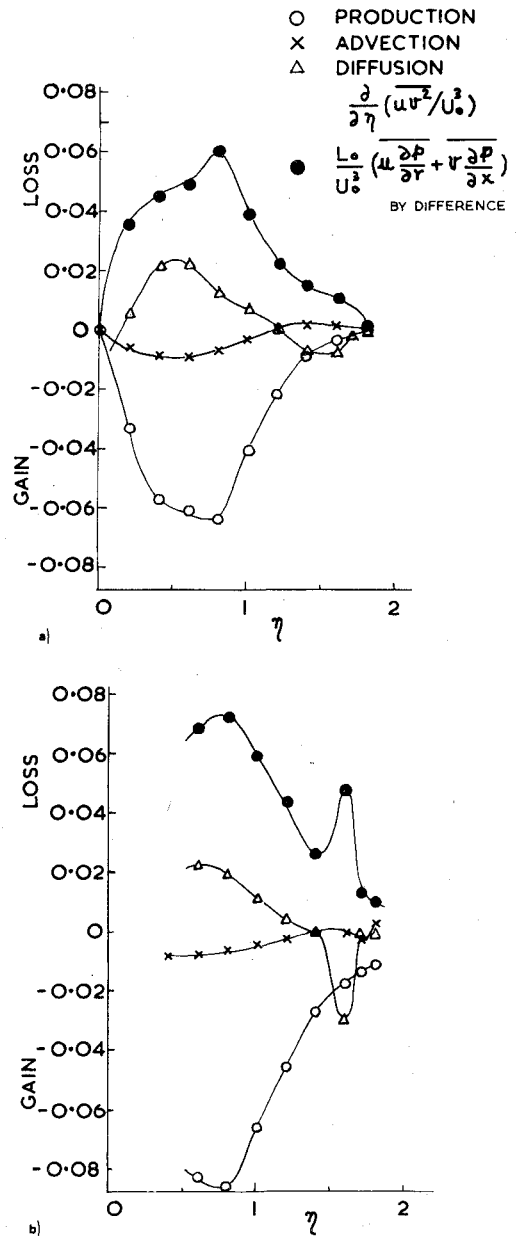 ○ PRODUCTION
× ADVECTION
△ DIFFUSION
∂/∂η (uv²/U₀³)
● L₀/U₀³ (u ∂p/∂r + v ∂p/∂x)
BY DIFFERENCE
LOSS
GAIN
0·08
0·06
0·04
0·02
0
-0·02
-0·04
-0·06
-0·08
0 1 2
η
a)
LOSS
GAIN
0·08
0·06
0·04
0·02
0
-0·02
-0·04
-0·06
-0·08
0 1 2
η
b)